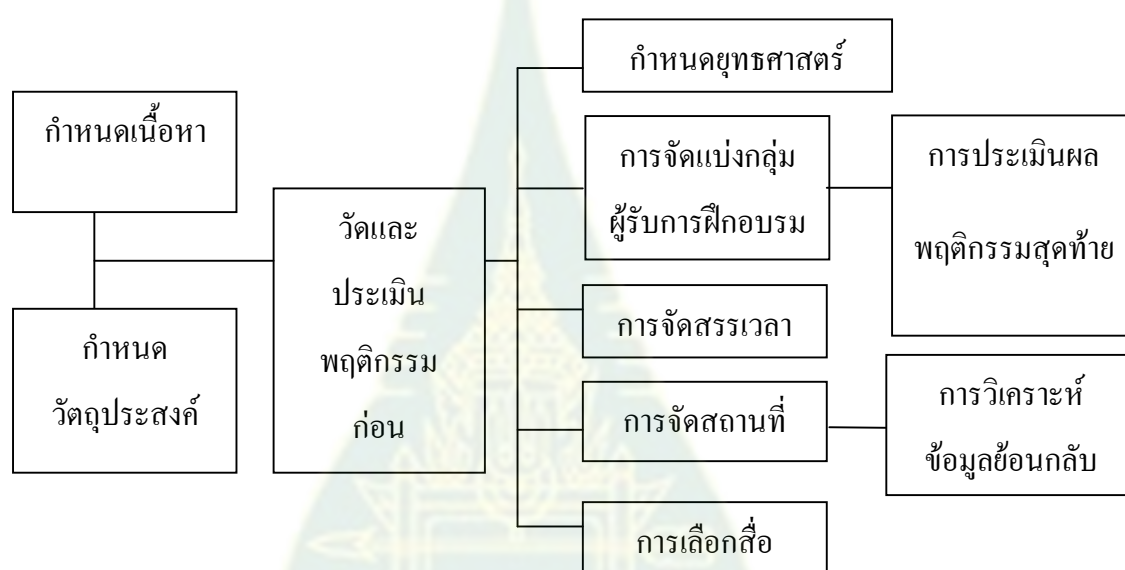 กำหนดเนื้อหา
กำหนด
วัตถุประสงค์
วัดและ
ประเมิน
พฤติกรรม
ก่อน
กำหนดยุทธศาสตร์
การจัดแบ่งกลุ่ม
ผู้รับการฝึกอบรม
การจัดสรรเวลา
การจัดสถานที่
การเลือกสื่อ
การประเมินผล
พฤติกรรมสุดท้าย
การวิเคราะห์
ข้อมูลย้อนกลับ